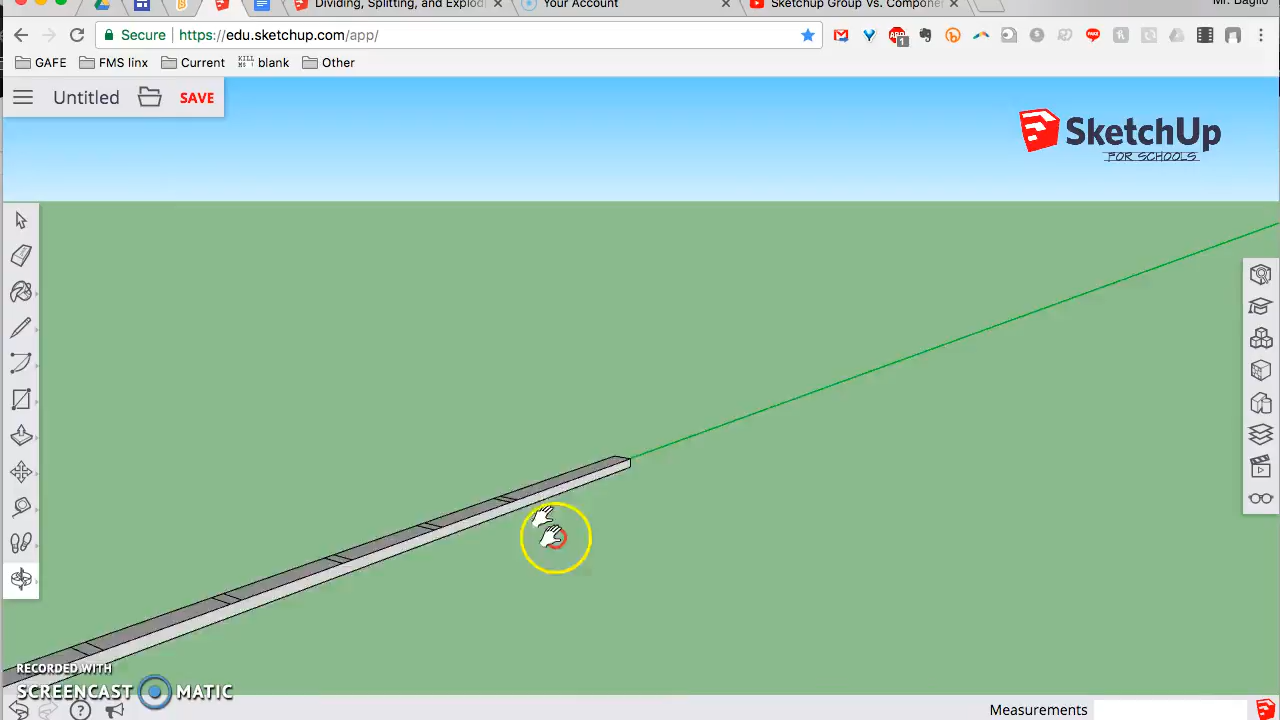 Dividing, Splitting, and Explod
Your Account
Sketchup Group Vs. Compone
Mr. Baglio
Secure
https://edu.sketchup.com/app/
GAFE
FMS linx
Current
blank
Other
Untitled
SAVE
SketchUp
FOR SCHOOLS
RECORDED WITH
SCREENCAST MATIC
Measurements